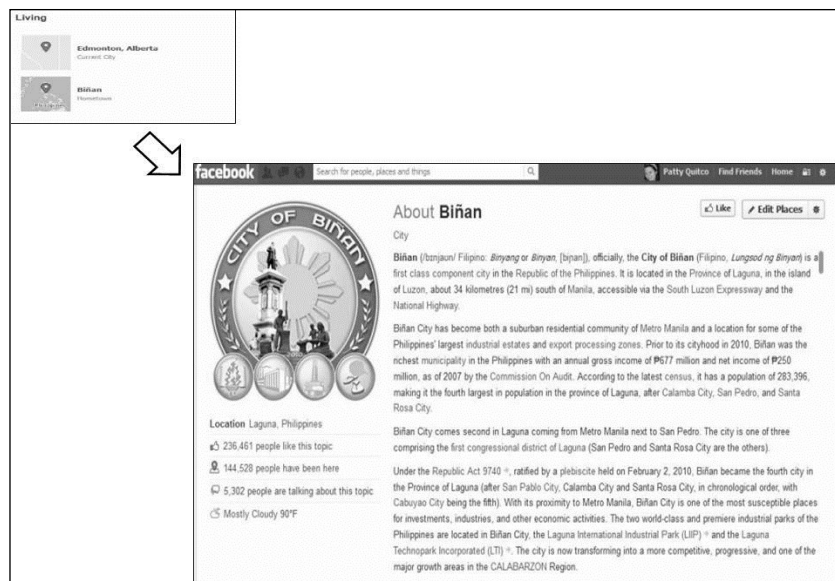 Living
Edmonton, Alberta
Current City
Biñan
Hometown
facebook
Search for people, places and things
Patty Quitco Find Friends Home
CITY OF BIÑAN
About Biñan
Like
Edit Places
City
Biñan (/bɪnjaʊn/ Filipino: Binyang or Binyan, [bɪɲan]), officially, the City of Biñan (Filipino, Lungsod ng Binyan) is a
first class component city in the Republic of the Philippines. It is located in the Province of Laguna, in the island
of Luzon, about 34 kilometres (21 mi) south of Manila, accessible via the South Luzon Expressway and the
National Highway.
Biñan City has become both a suburban residential community of Metro Manila and a location for some of the
Philippines' largest industrial estates and export processing zones. Prior to its cityhood in 2010, Biñan was the
richest municipality in the Philippines with an annual gross income of ₱677 million and net income of ₱250
million, as of 2007 by the Commission On Audit. According to the latest census, it has a population of 283,396,
making it the fourth largest in population in the province of Laguna, after Calamba City, San Pedro, and Santa
Rosa City.
Biñan City comes second in Laguna coming from Metro Manila next to San Pedro. The city is one of three
comprising the first congressional district of Laguna (San Pedro and Santa Rosa City are the others).
Under the Republic Act 9740, ratified by a plebiscite held on February 2, 2010, Biñan became the fourth city in
the Province of Laguna (after San Pablo City, Calamba City and Santa Rosa City, in chronological order, with
Cabuyao City being the fifth). With its proximity to Metro Manila, Biñan City is one of the most susceptible places
for investments, industries, and other economic activities. The two world-class and premiere industrial parks of the
Philippines are located in Biñan City, the Laguna International Industrial Park (LIIP) and the Laguna
Technopark Incorporated (LTI). The city is now transforming into a more competitive, progressive, and one of the
major growth areas in the CALABARZON Region.
Location Laguna, Philippines
236,461 people like this topic
144,528 people have been here
5,302 people are talking about this topic
Mostly Cloudy 90°F